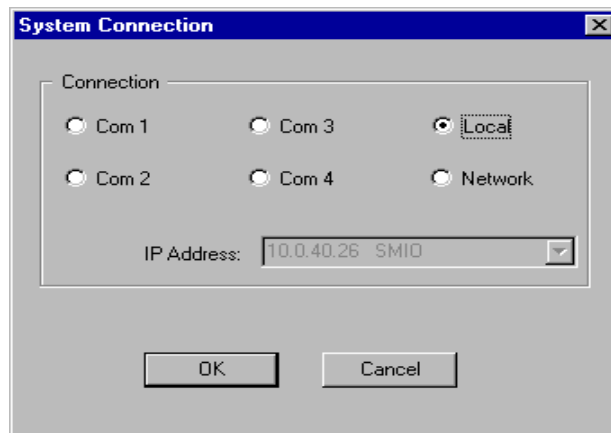 System Connection
Connection
Com 1 Com 3 Local
Com 2 Com 4 Network
IP Address: 10.0.40.26 SMIO
OK Cancel